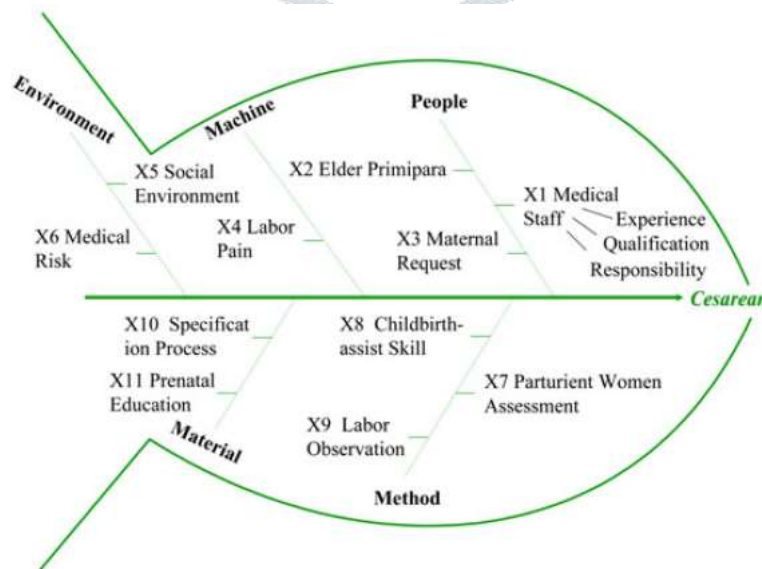 Environment
Machine
People
X5 Social
Environment
X2 Elder Primipara
X1 Medical
Staff
Experience
Qualification
Responsibility
X6 Medical
Risk
X4 Labor
Pain
X3 Maternal
Request
Cesarean
X10 Specificat
ion Process
X8 Childbirth-
assist Skill
X11 Prenatal
Education
X7 Parturient Women
Assessment
X9 Labor
Observation
Material
Method